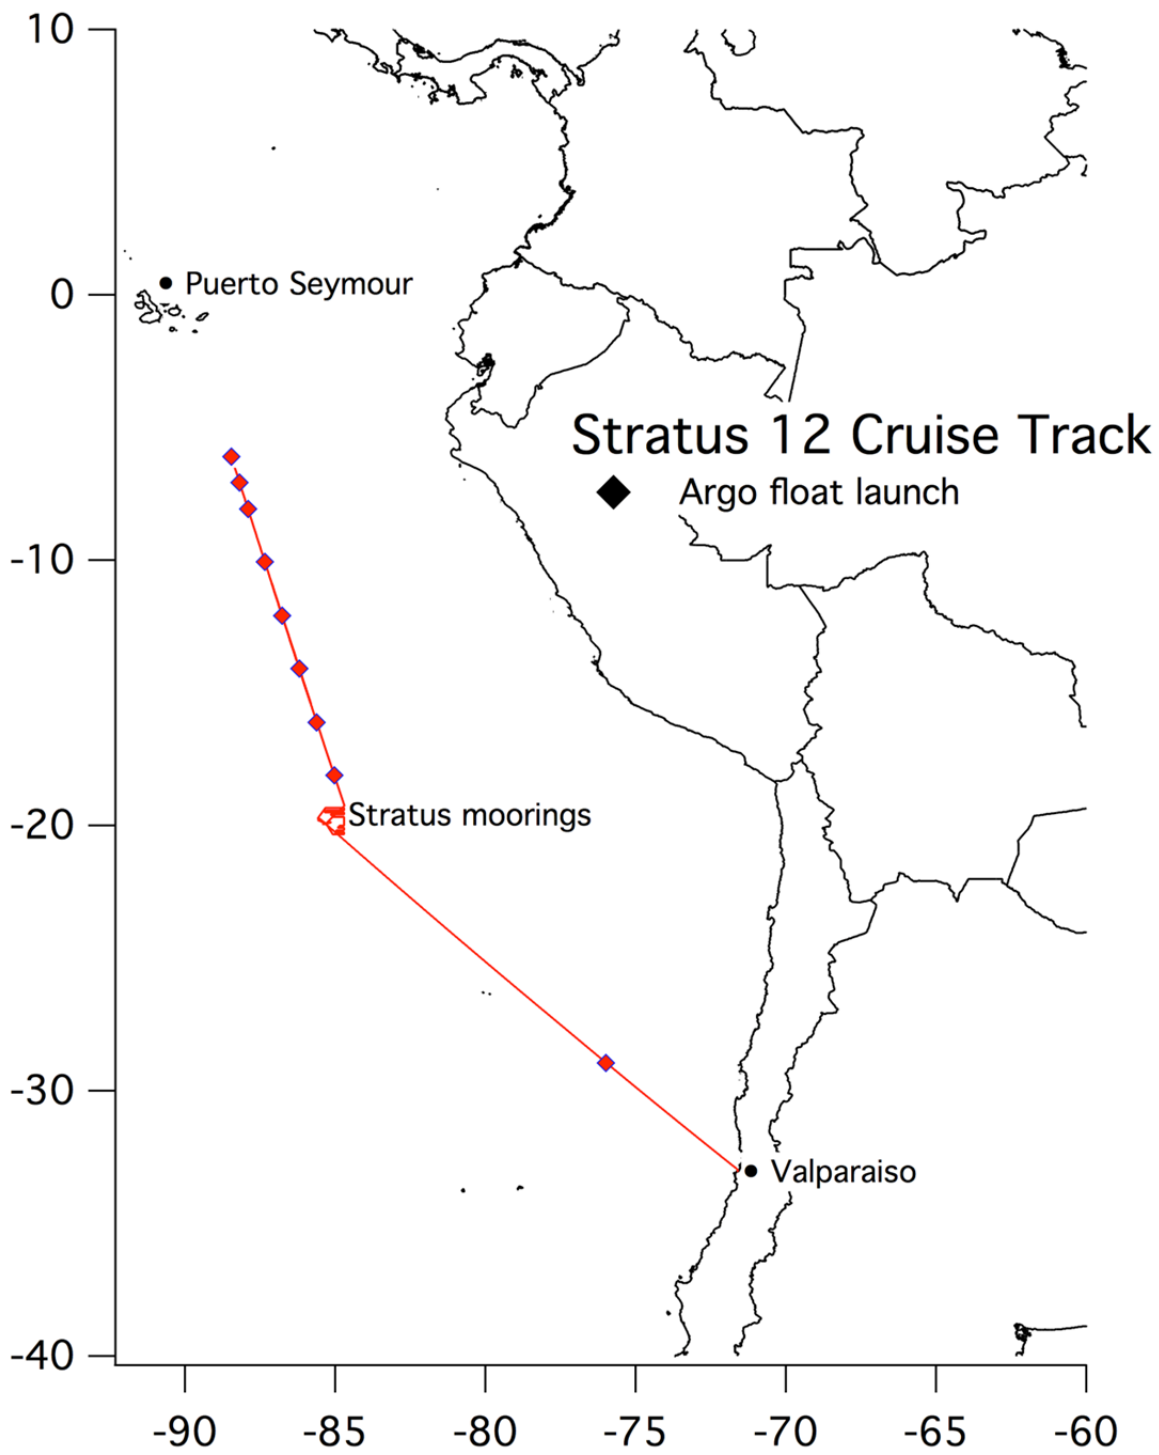 10
Puerto Seymour
0
Stratus 12 Cruise Track
Argo float launch
-10
Stratus moorings
-20
-30
Valparaiso
-40
-90 -85 -80 -75 -70 -65 -60